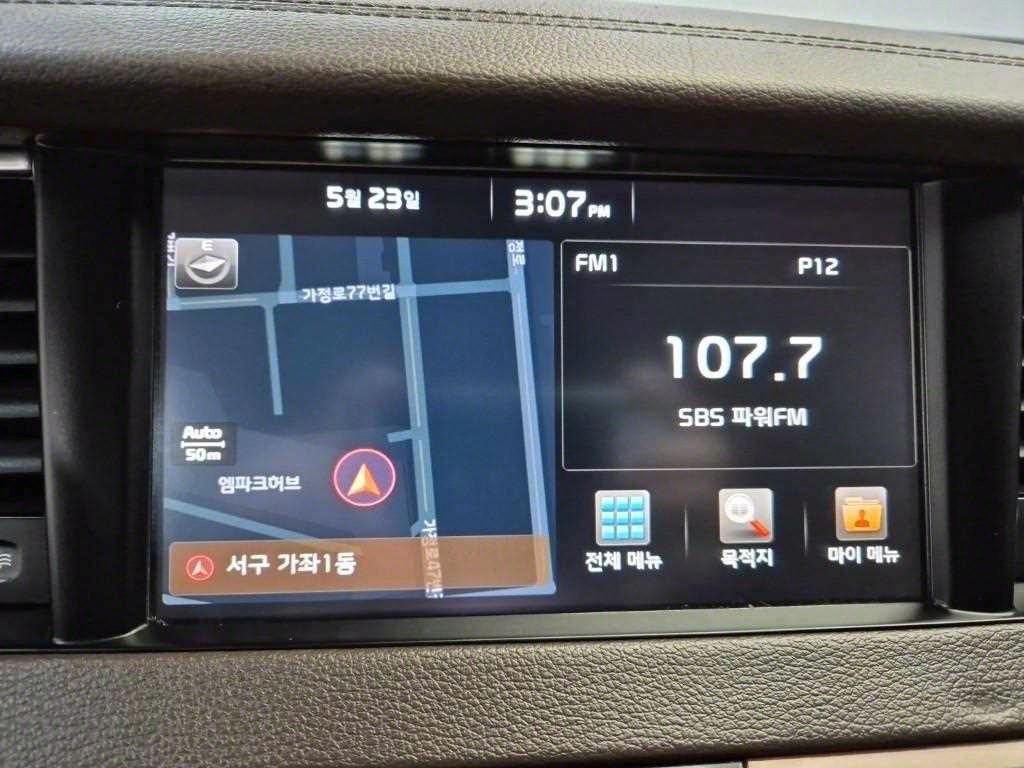 5월 23일
3:07 PM
E
가정로77번길
Auto
50m
엠파크허브
서구 가좌1동
FM1
P12
107.7
SBS 파워FM
전체 메뉴
목적지
마이 메뉴